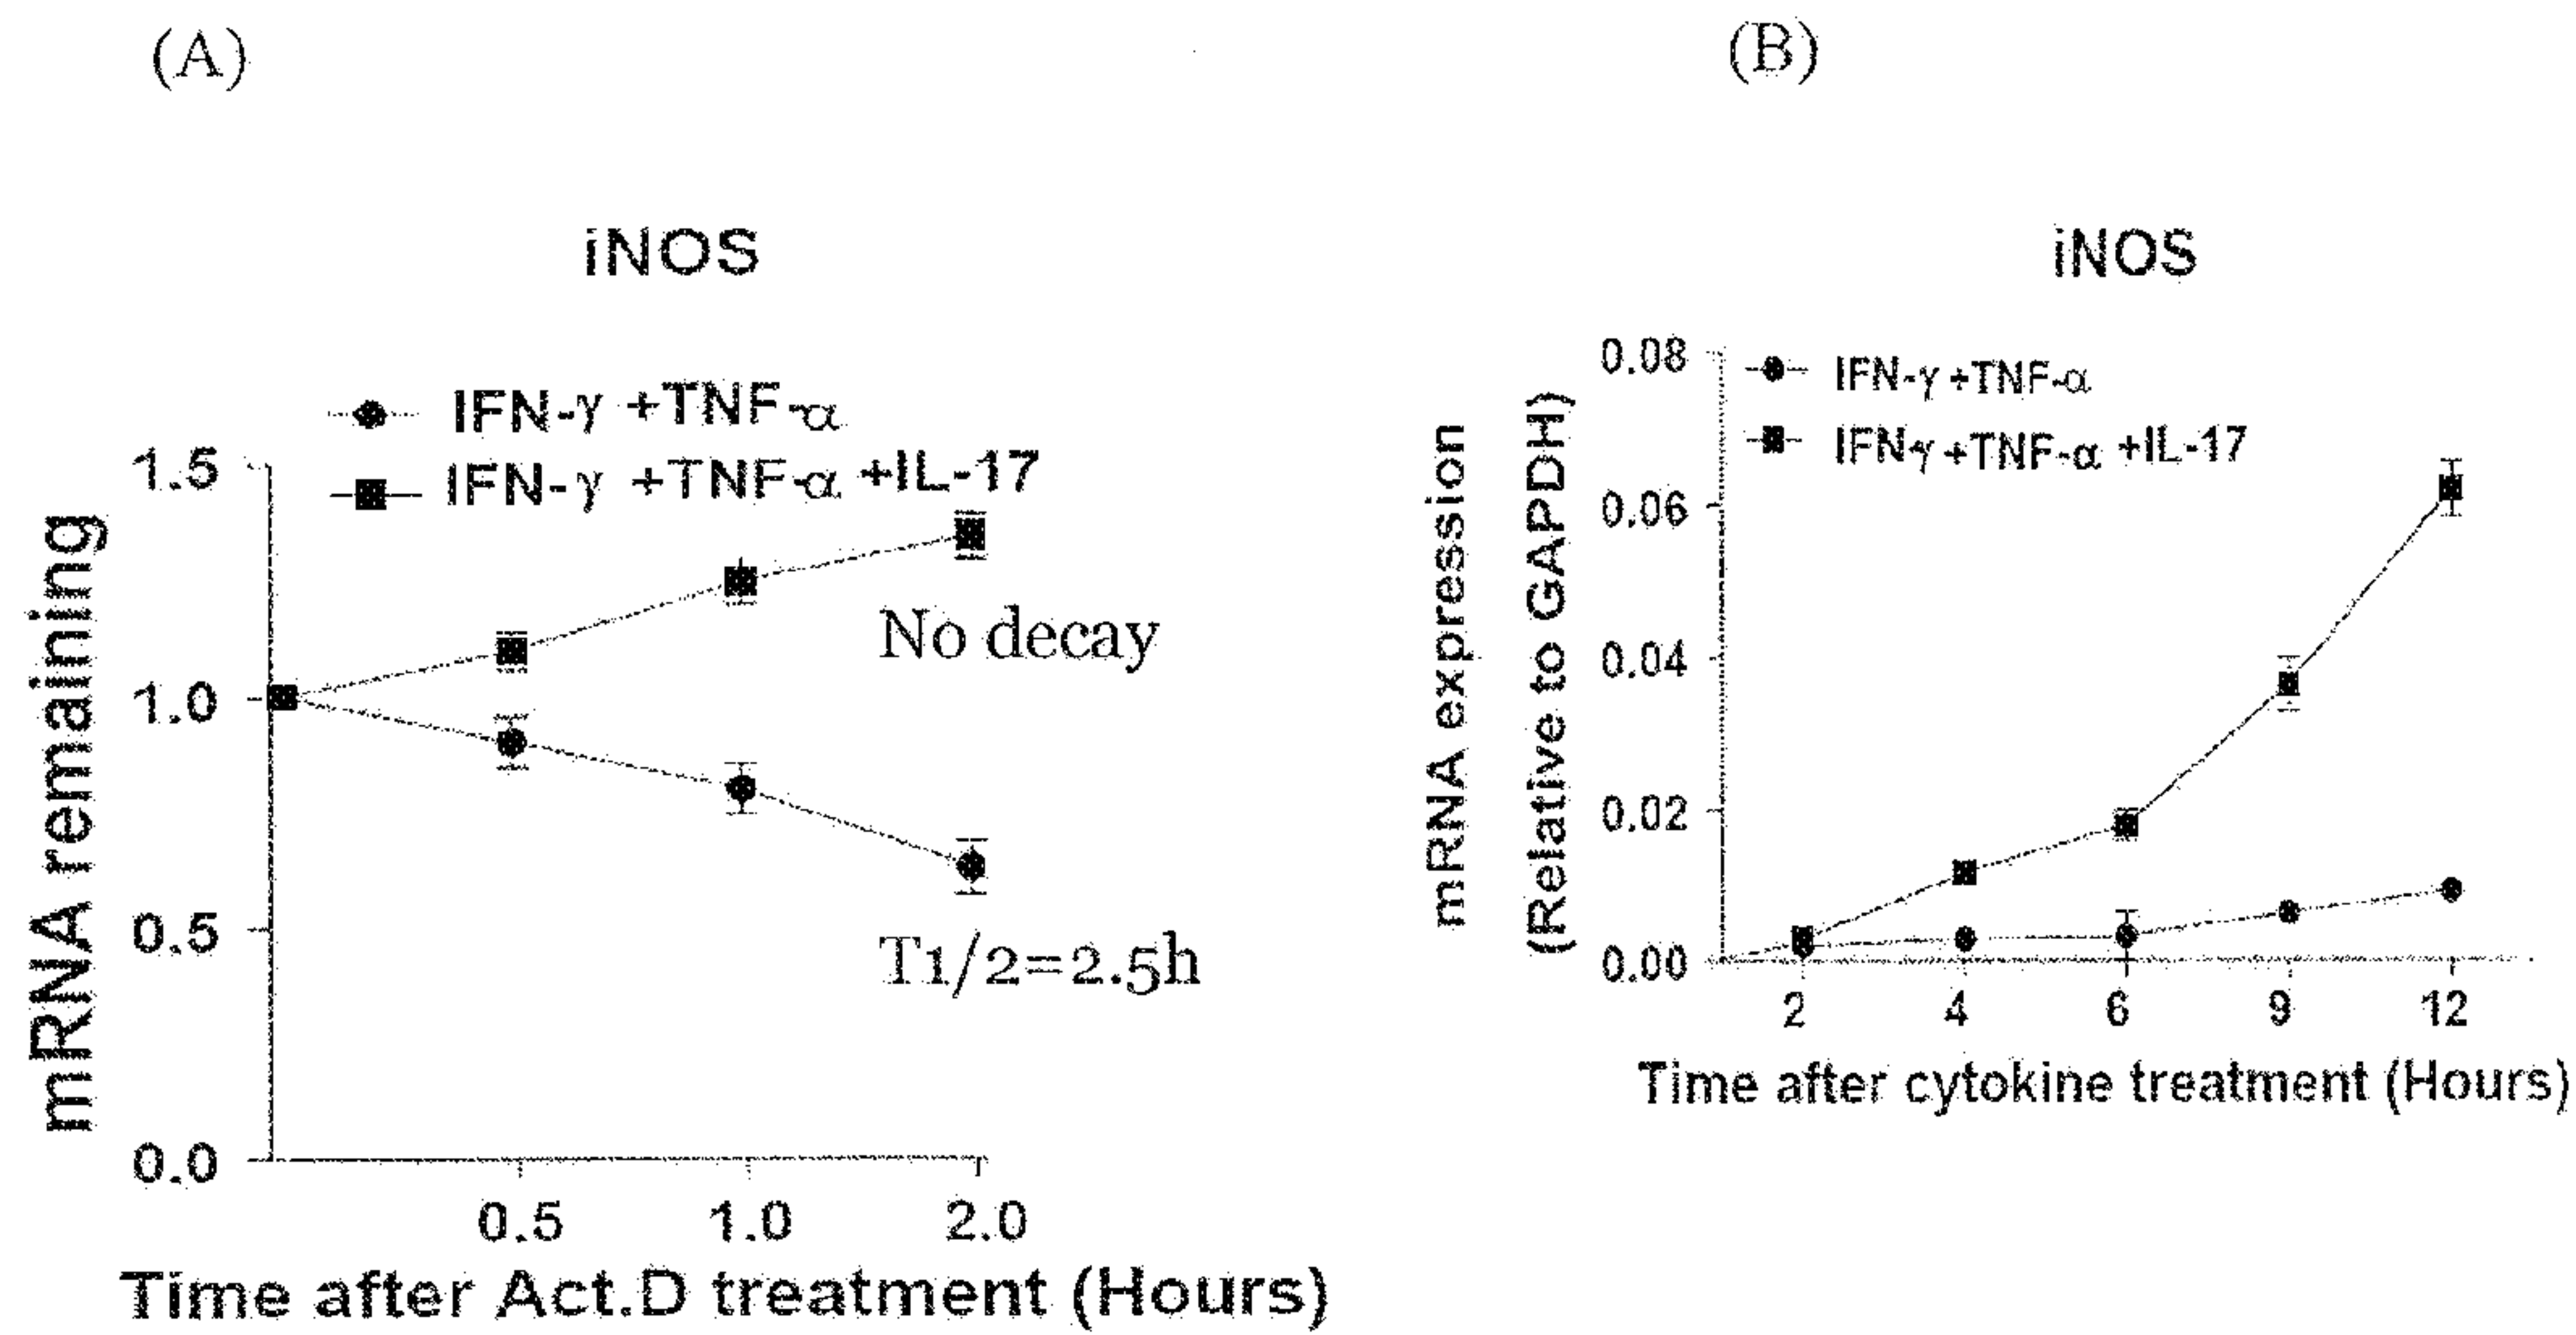 (A)
iNOS
IFN-γ +TNF-α
IFN-γ +TNF-α +IL-17
1.5
1.0
0.5
0.0
mRNA remaining
No decay
T1/2=2.5h
0.5 1.0 2.0
Time after Act.D treatment (Hours)
(B)
iNOS
IFN-γ +TNF-α
IFN-γ +TNF-α +IL-17
0.08
0.06
0.04
0.02
0.00
mRNA expression
(Relative to GAPDH)
2 4 6 9 12
Time after cytokine treatment (Hours)